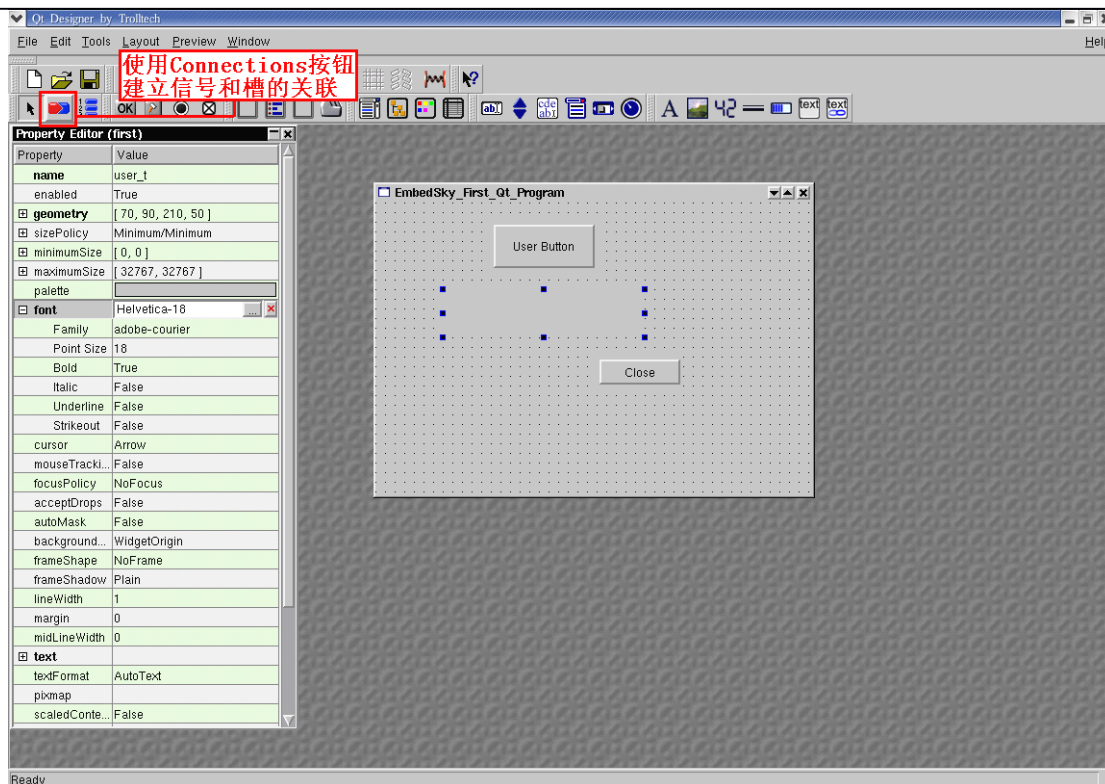 Qt Designer by Trolltech
File Edit Tools Layout Preview Window Help
使用Connections按钮
建立信号和槽的关联
OK abI cde abI A 42 text text
Property Editor (first)
Property Value
name user_t
enabled True
geometry [ 70, 90, 210, 50 ]
sizePolicy Minimum/Minimum
minimumSize [ 0, 0 ]
maximumSize [ 32767, 32767 ]
palette
font Helvetica-18 ...
Family adobe-courier
Point Size 18
Bold True
Italic False
Underline False
Strikeout False
cursor Arrow
mouseTracki... False
focusPolicy NoFocus
acceptDrops False
autoMask False
background... WidgetOrigin
frameShape NoFrame
frameShadow Plain
lineWidth 1
margin 0
midLineWidth 0
text
textFormat AutoText
pixmap
scaledConte... False
EmbedSky_First_Qt_Program
User Button
Close
Ready